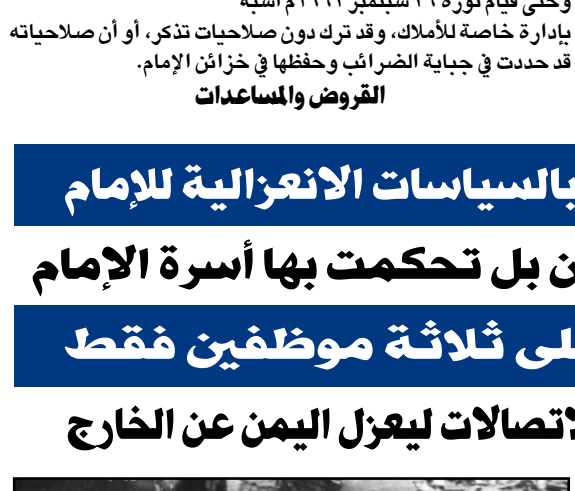 وحتى قيام ثورة ٢٦ سبتمبر ١٩٦٢م أشبه
بإدارة خاصة للأملاك، وقد ترك دون صلاحيات تذكر، أو أن صلاحياته
قد حددت في جباية الضرائب وحفظها في خزائن الإمام.
القروض والمساعدات
بالسياسات الانعزالية للإمام
ن بل تحكمت بها أسرة الإمام
لى ثلاثة موظفين فقط
لاتصالات ليعزل اليمن عن الخارج